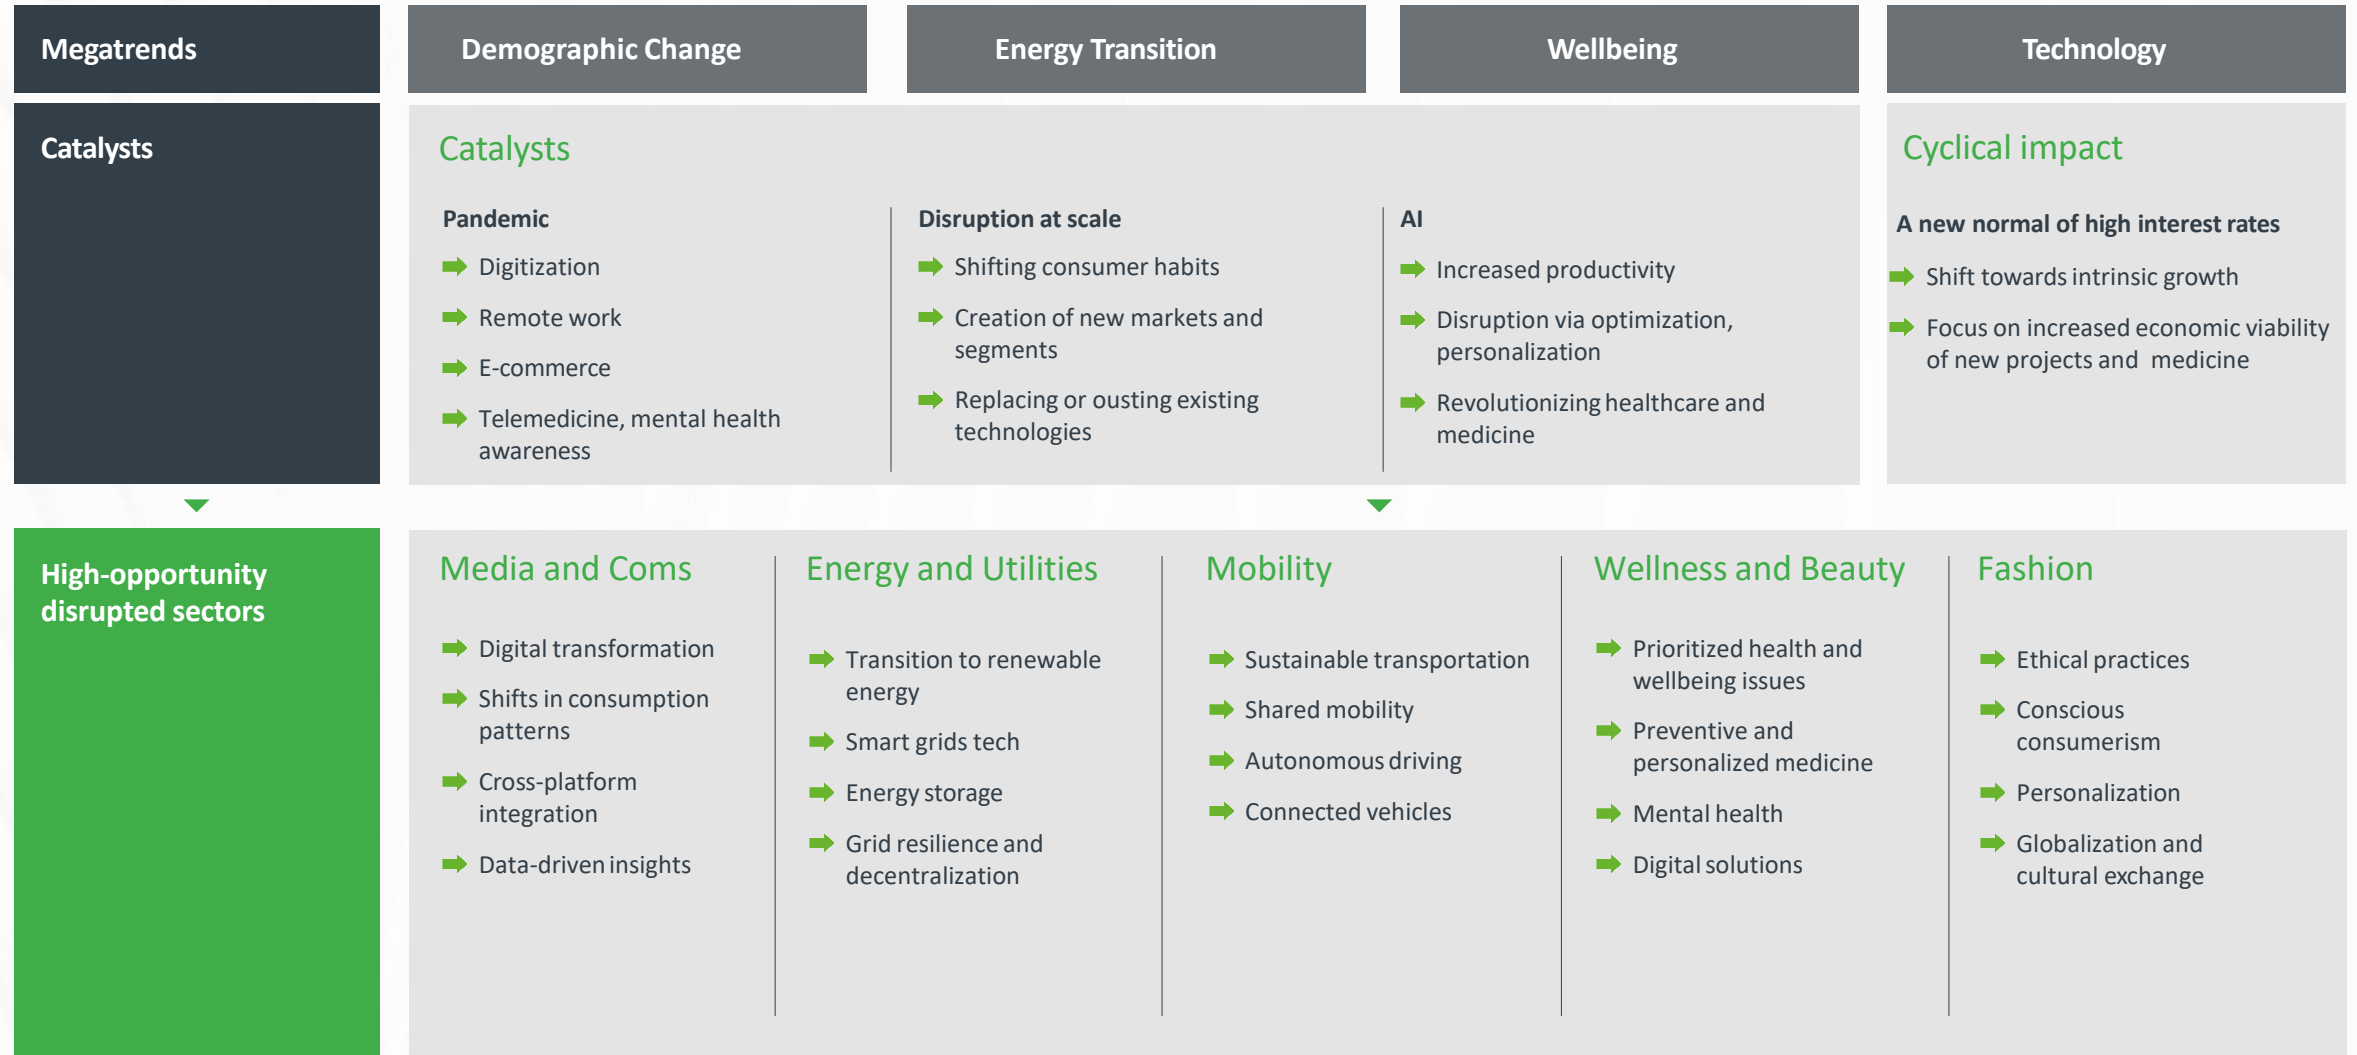 Megatrends
Demographic Change
Energy Transition
Wellbeing
Technology
Catalysts
Catalysts
Pandemic
Digitization
Remote work
E-commerce
Telemedicine, mental health
awareness
Disruption at scale
Shifting consumer habits
Creation of new markets and
segments
Replacing or ousting existing
technologies
AI
Increased productivity
Disruption via optimization,
personalization
Revolutionizing healthcare and
medicine
Cyclical impact
A new normal of high interest rates
Shift towards intrinsic growth
Focus on increased economic viability
of new projects and medicine
High-opportunity
disrupted sectors
Media and Coms
Digital transformation
Shifts in consumption
patterns
Cross-platform
integration
Data-driven insights
Energy and Utilities
Transition to renewable
energy
Smart grids tech
Energy storage
Grid resilience and
decentralization
Mobility
Sustainable transportation
Shared mobility
Autonomous driving
Connected vehicles
Wellness and Beauty
Prioritized health and
wellbeing issues
Preventive and
personalized medicine
Mental health
Digital solutions
Fashion
Ethical practices
Conscious
consumerism
Personalization
Globalization and
cultural exchange